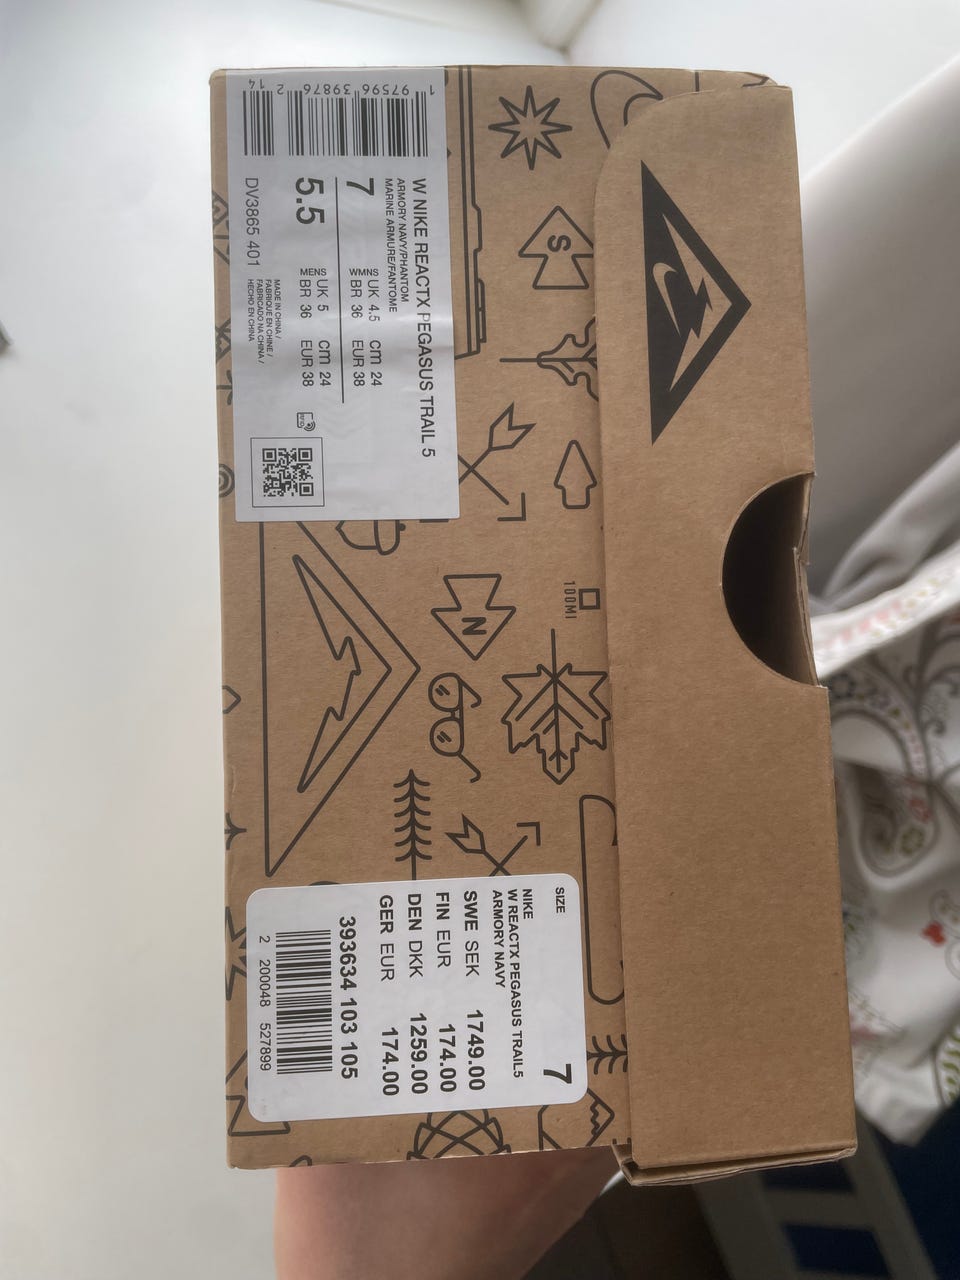 W NIKE REACTX PEGASUS TRAIL 5
ARMORY NAVY/PHANTOM
MARINE ARMURE/FANTOME
7
WMNS UK 4.5 cm 24
BR 36 EUR 38
5.5
MENS UK 5 cm 24
BR 36 EUR 38
MADE IN CHINA /
FABRIQUE EN CHINE /
FABRICADO NA CHINA /
HECHO EN CHINA
DV3865 401
1 97596 39876 2 14
RFID
S
N
100MI
SIZE 7
NIKE
W REACTX PEGASUS TRAIL5
ARMORY NAVY
SWE SEK 1749.00
FIN EUR 174.00
DEN DKK 1259.00
GER EUR 174.00
393634 103 105
2 200048 527899